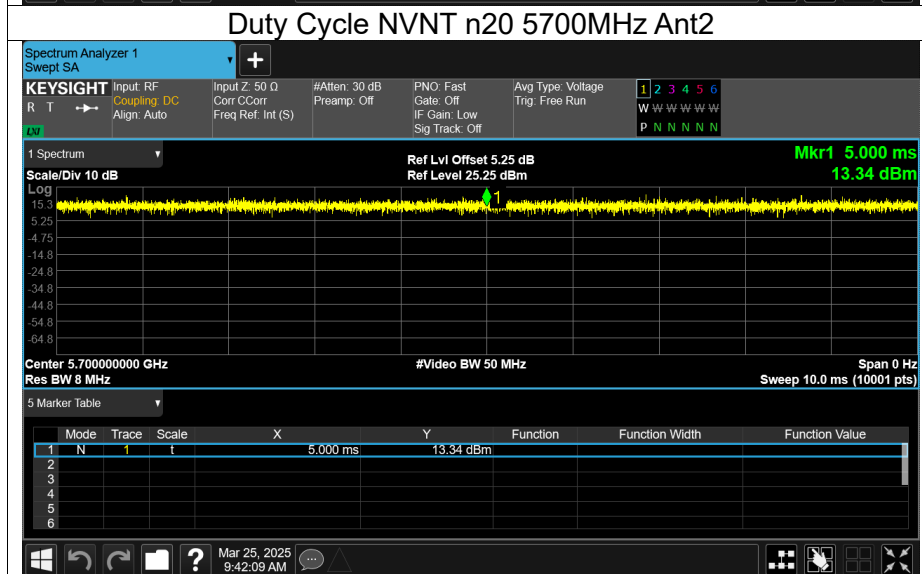 Duty Cycle NVNT n20 5700MHz Ant2
Spectrum Analyzer 1
Swept SA
+
KEYSIGHT Input: RF Input Z: 50 Ω #Atten: 30 dB PNO: Fast Avg Type: Voltage 1 2 3 4 5 6
R T Coupling: DC Corr CCorr Preamp: Off Gate: Off Trig: Free Run W W W W W W
Align: Auto Freq Ref: Int (S) IF Gain: Low
LXI Sig Track: Off P N N N N N
1 Spectrum Ref Lvl Offset 5.25 dB Mkr1 5.000 ms
Scale/Div 10 dB Ref Level 25.25 dBm 13.34 dBm
Log
15.3
1
5.25
-4.75
-14.8
-24.8
-34.8
-44.8
-54.8
-64.8
Center 5.700000000 GHz #Video BW 50 MHz Span 0 Hz
Res BW 8 MHz Sweep 10.0 ms (10001 pts)
5 Marker Table
Mode Trace Scale X Y Function Function Width Function Value
1 N 1 t 5.000 ms 13.34 dBm
2
3
4
5
6
? Mar 25, 2025
9:42:09 AM